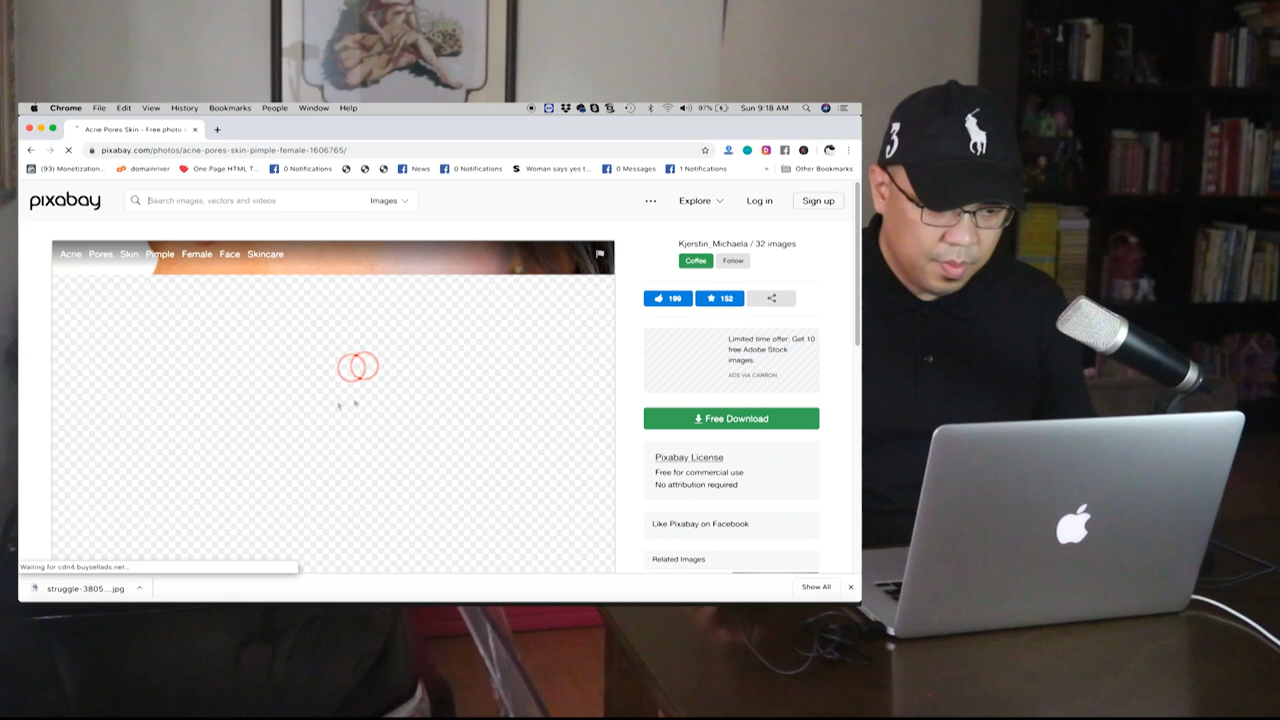 Chrome File Edit View History Bookmarks People Window Help 97% Sun 9:18 AM
Acne Pores Skin - Free photo
pixabay.com/photos/acne-pores-skin-pimple-female-1606765/
(93) Monetization... domainriver One Page HTML T... 0 Notifications News 0 Notifications S Woman says yes t... 0 Messages 1 Notifications » Other Bookmarks
pixabay Search images, vectors and videos Images ... Explore Log in Sign up
Kjerstin_Michaela / 32 images
Acne Pores Skin Pimple Female Face Skincare
Coffee Follow
199 152
Limited time offer: Get 10
free Adobe Stock
images.
ADS VIA CARBON
Free Download
Pixabay License
Free for commercial use
No attribution required
Like Pixabay on Facebook
Related Images
Waiting for cdn4.buysellads.net...
struggle-3805....jpg Show All
3